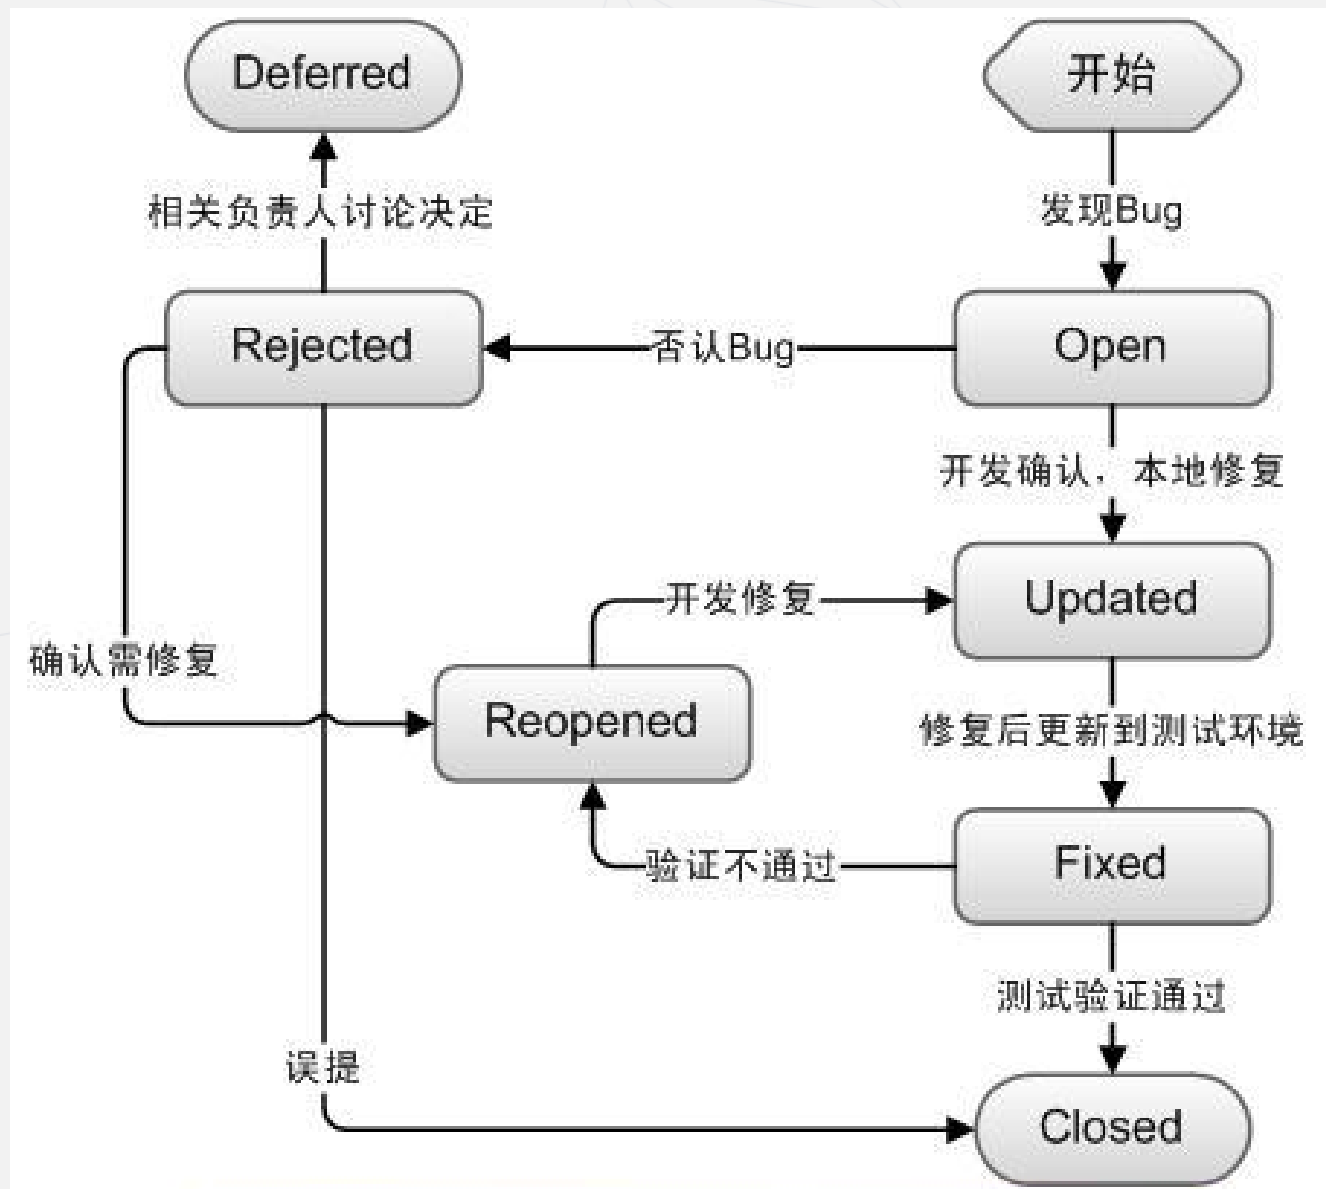 Deferred
开始
相关负责人讨论决定
发现Bug
Rejected
否认Bug
Open
开发确认，本地修复
开发修复
Updated
确认需修复
Reopened
修复后更新到测试环境
验证不通过
Fixed
测试验证通过
误提
Closed